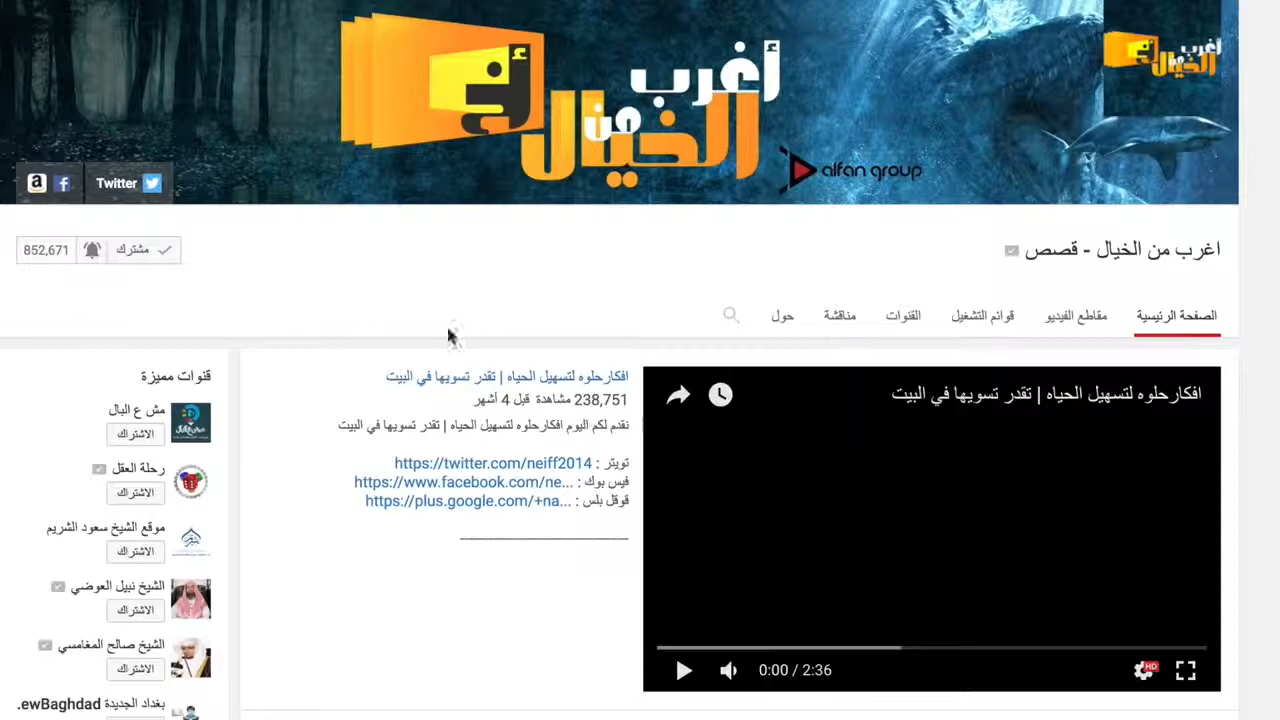 أغرب
من
الخيال
أغرب
من
الخيال
alfan group
Twitter
اغرب من الخيال - قصص
مشترك
852,671
الصفحة الرئيسية
مقاطع الفيديو
قوائم التشغيل
القنوات
مناقشة
حول
افكارحلوه لتسهيل الحياه | تقدر تسويها في البيت
0:00 / 2:36
HD
افكارحلوه لتسهيل الحياه | تقدر تسويها في البيت
238,751 مشاهدة قبل 4 أشهر
نقدم لكم اليوم افكارحلوه لتسهيل الحياه | تقدر تسويها في البيت
تويتر : https://twitter.com/neiff2014
فيس بوك : https://www.facebook.com/ne...
قوقل بلس : https://plus.google.com/+na...
قنوات مميزة
مش ع البال
الاشتراك
رحلة العقل
الاشتراك
موقع الشيخ سعود الشريم
الاشتراك
الشيخ نبيل العوضي
الاشتراك
الشيخ صالح المغامسي
الاشتراك
بغداد الجديدة ewBaghdad.